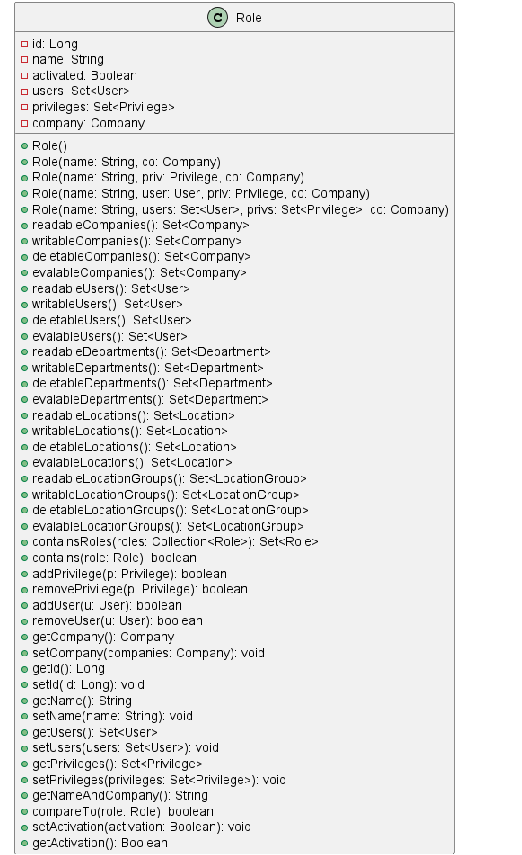 C Role
id: Long
name: String
activated: Boolean
users: Set<User>
privileges: Set<Privilege>
company: Company
Role()
Role(name: String, co: Company)
Role(name: String, priv: Privilege, co: Company)
Role(name: String, user: User, priv: Privilege, co: Company)
Role(name: String, users: Set<User>, privs: Set<Privilege>, co: Company)
readableCompanies(): Set<Company>
writableCompanies(): Set<Company>
deletableCompanies(): Set<Company>
evalableCompanies(): Set<Company>
readableUsers(): Set<User>
writableUsers(): Set<User>
deletableUsers(): Set<User>
evalableUsers(): Set<User>
readableDepartments(): Set<Department>
writableDepartments(): Set<Department>
deletableDepartments(): Set<Department>
evalableDepartments(): Set<Department>
readableLocations(): Set<Location>
writableLocations(): Set<Location>
deletableLocations(): Set<Location>
evalableLocations(): Set<Location>
readableLocationGroups(): Set<LocationGroup>
writableLocationGroups(): Set<LocationGroup>
deletableLocationGroups(): Set<LocationGroup>
evalableLocationGroups(): Set<LocationGroup>
containsRoles(roles: Collection<Role>): Set<Role>
contains(role: Role): boolean
addPrivilege(p: Privilege): boolean
removePrivilege(p: Privilege): boolean
addUser(u: User): boolean
removeUser(u: User): boolean
getCompany(): Company
setCompany(companies: Company): void
getId(): Long
setId(id: Long): void
getName(): String
setName(name: String): void
getUsers(): Set<User>
setUsers(users: Set<User>): void
getPrivileges(): Set<Privilege>
setPrivileges(privileges: Set<Privilege>): void
getNameAndCompany(): String
compareTo(role: Role): boolean
setActivation(activation: Boolean): void
getActivation(): Boolean